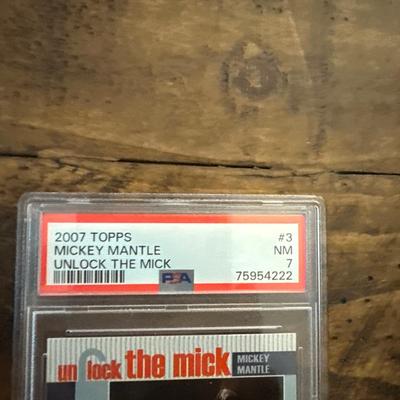 2007 TOPPS #3
MICKEY MANTLE NM
UNLOCK THE MICK 7
PSA 75954222
unlock the mick MICKEY
MANTLE